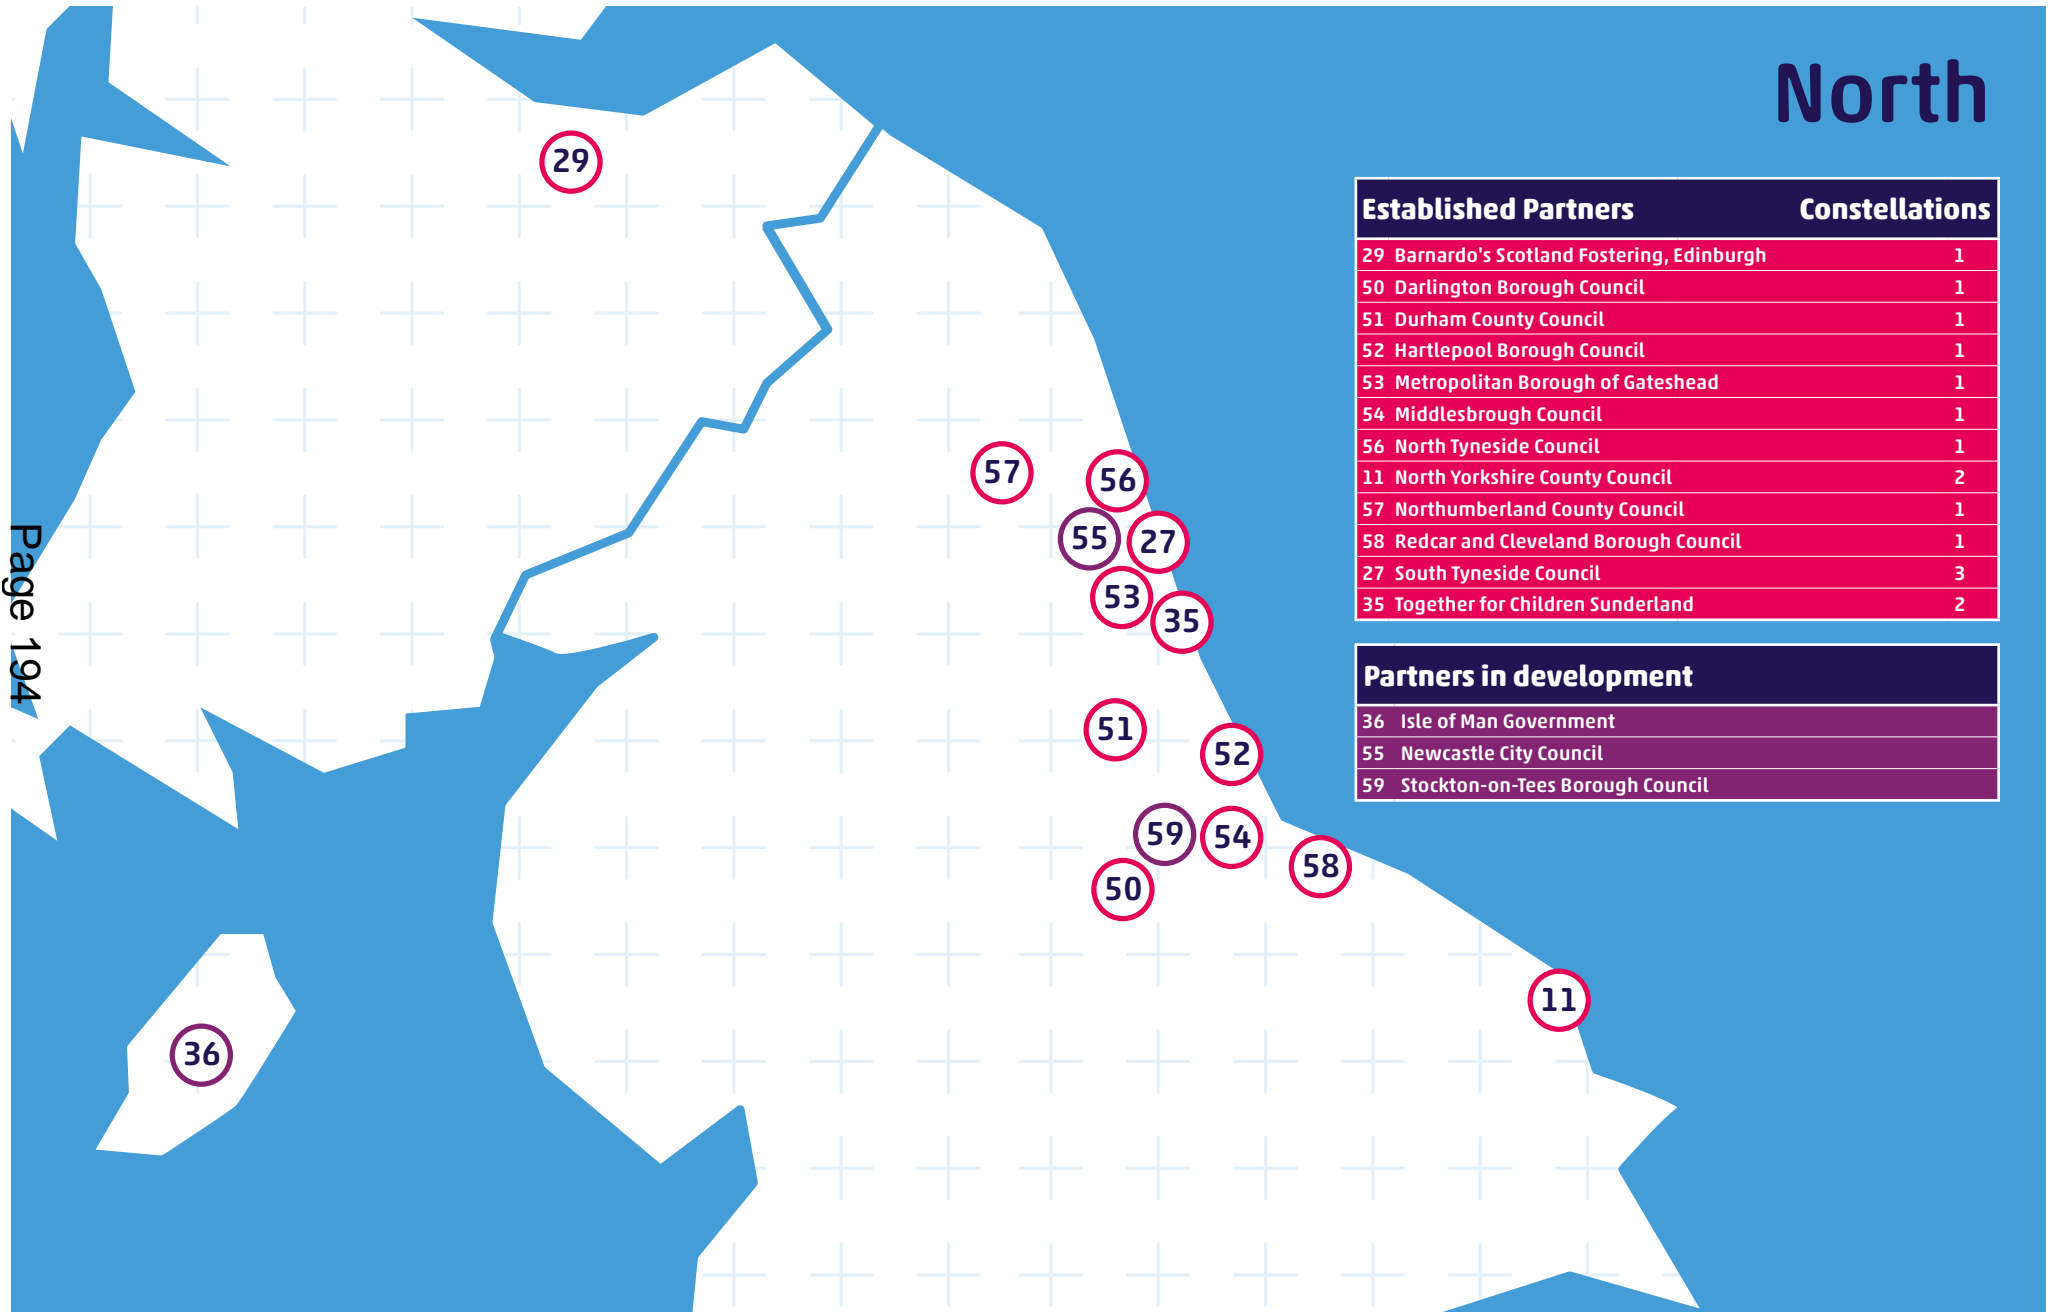 North
Established Partners Constellations
29 Barnardo's Scotland Fostering, Edinburgh 1
50 Darlington Borough Council 1
51 Durham County Council 1
52 Hartlepool Borough Council 1
53 Metropolitan Borough of Gateshead 1
54 Middlesbrough Council 1
56 North Tyneside Council 1
11 North Yorkshire County Council 2
57 Northumberland County Council 1
58 Redcar and Cleveland Borough Council 1
27 South Tyneside Council 3
35 Together for Children Sunderland 2
Partners in development
36 Isle of Man Government
55 Newcastle City Council
59 Stockton-on-Tees Borough Council
29
57
56
55
27
53
35
51
52
59
54
58
50
11
36
Page 194